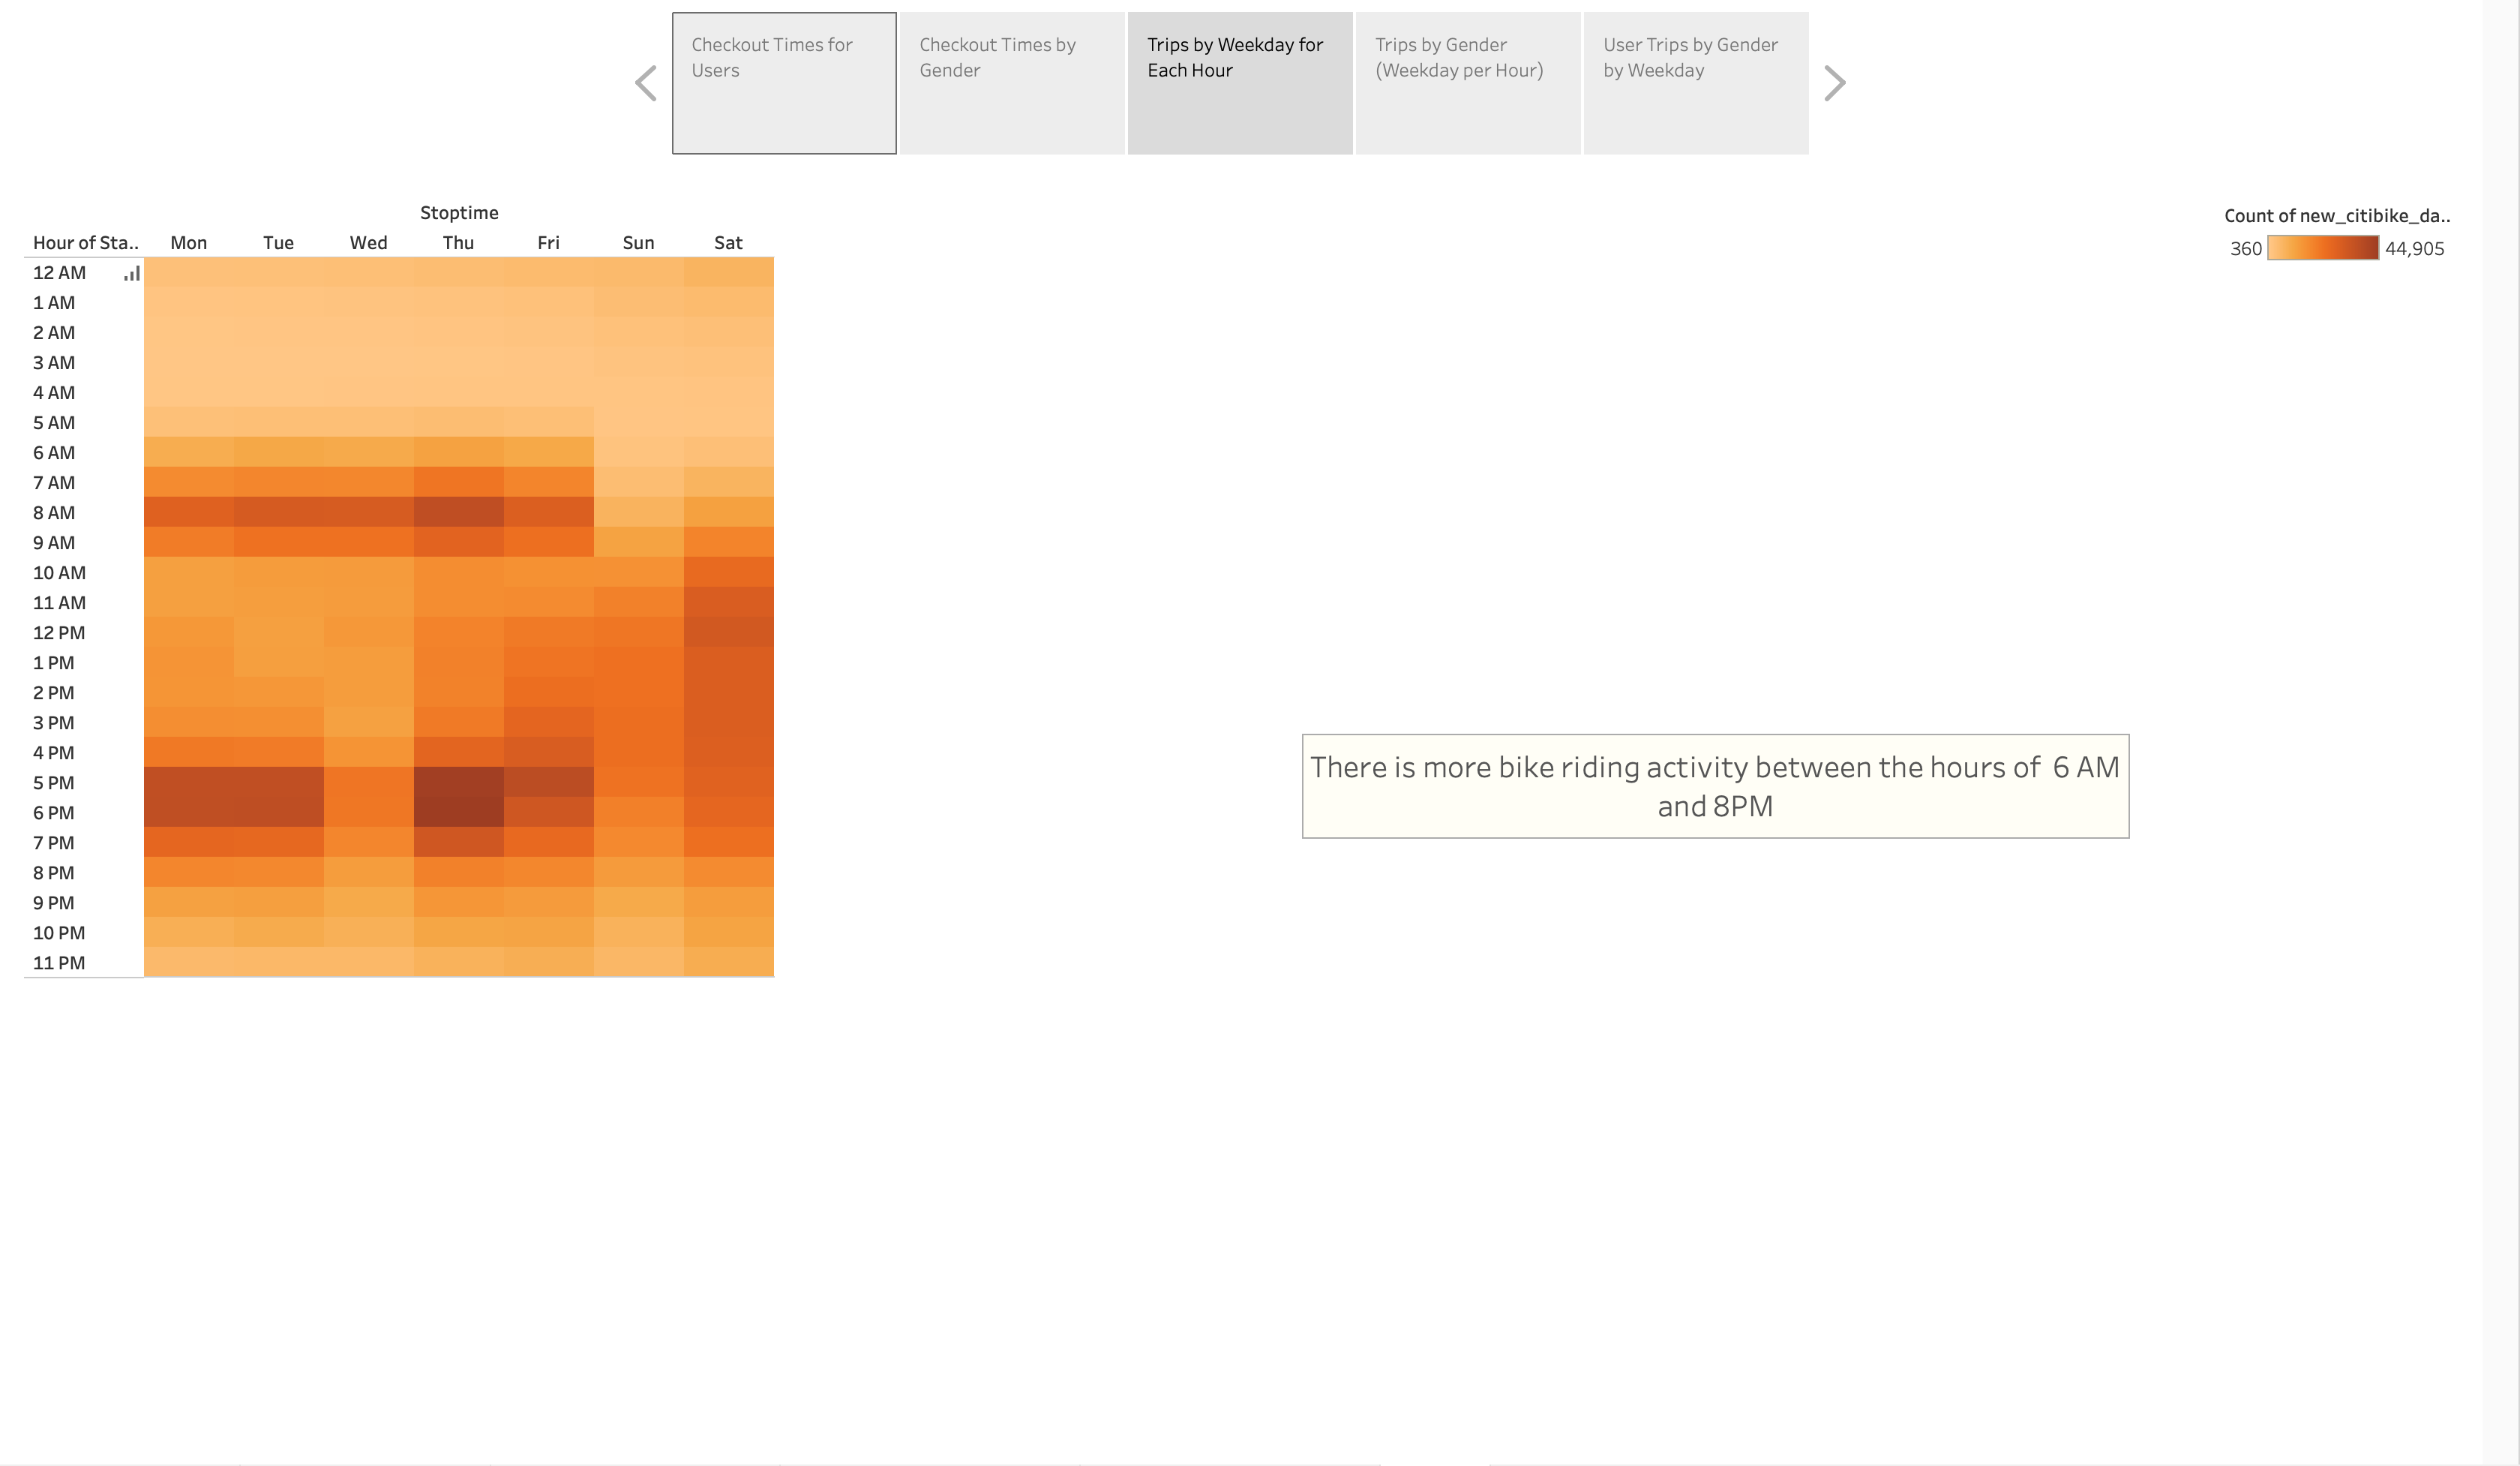 Checkout Times for
Users
Checkout Times by
Gender
Trips by Weekday for
Each Hour
Trips by Gender
(Weekday per Hour)
User Trips by Gender
by Weekday
Stoptime
Hour of Sta.. Mon Tue Wed Thu Fri Sun Sat
Count of new_citibike_da..
360 44,905
12 AM
1 AM
2 AM
3 AM
4 AM
5 AM
6 AM
7 AM
8 AM
9 AM
10 AM
11 AM
12 PM
1 PM
2 PM
3 PM
4 PM
5 PM
6 PM
7 PM
8 PM
9 PM
10 PM
11 PM
There is more bike riding activity between the hours of  6 AM
and 8PM